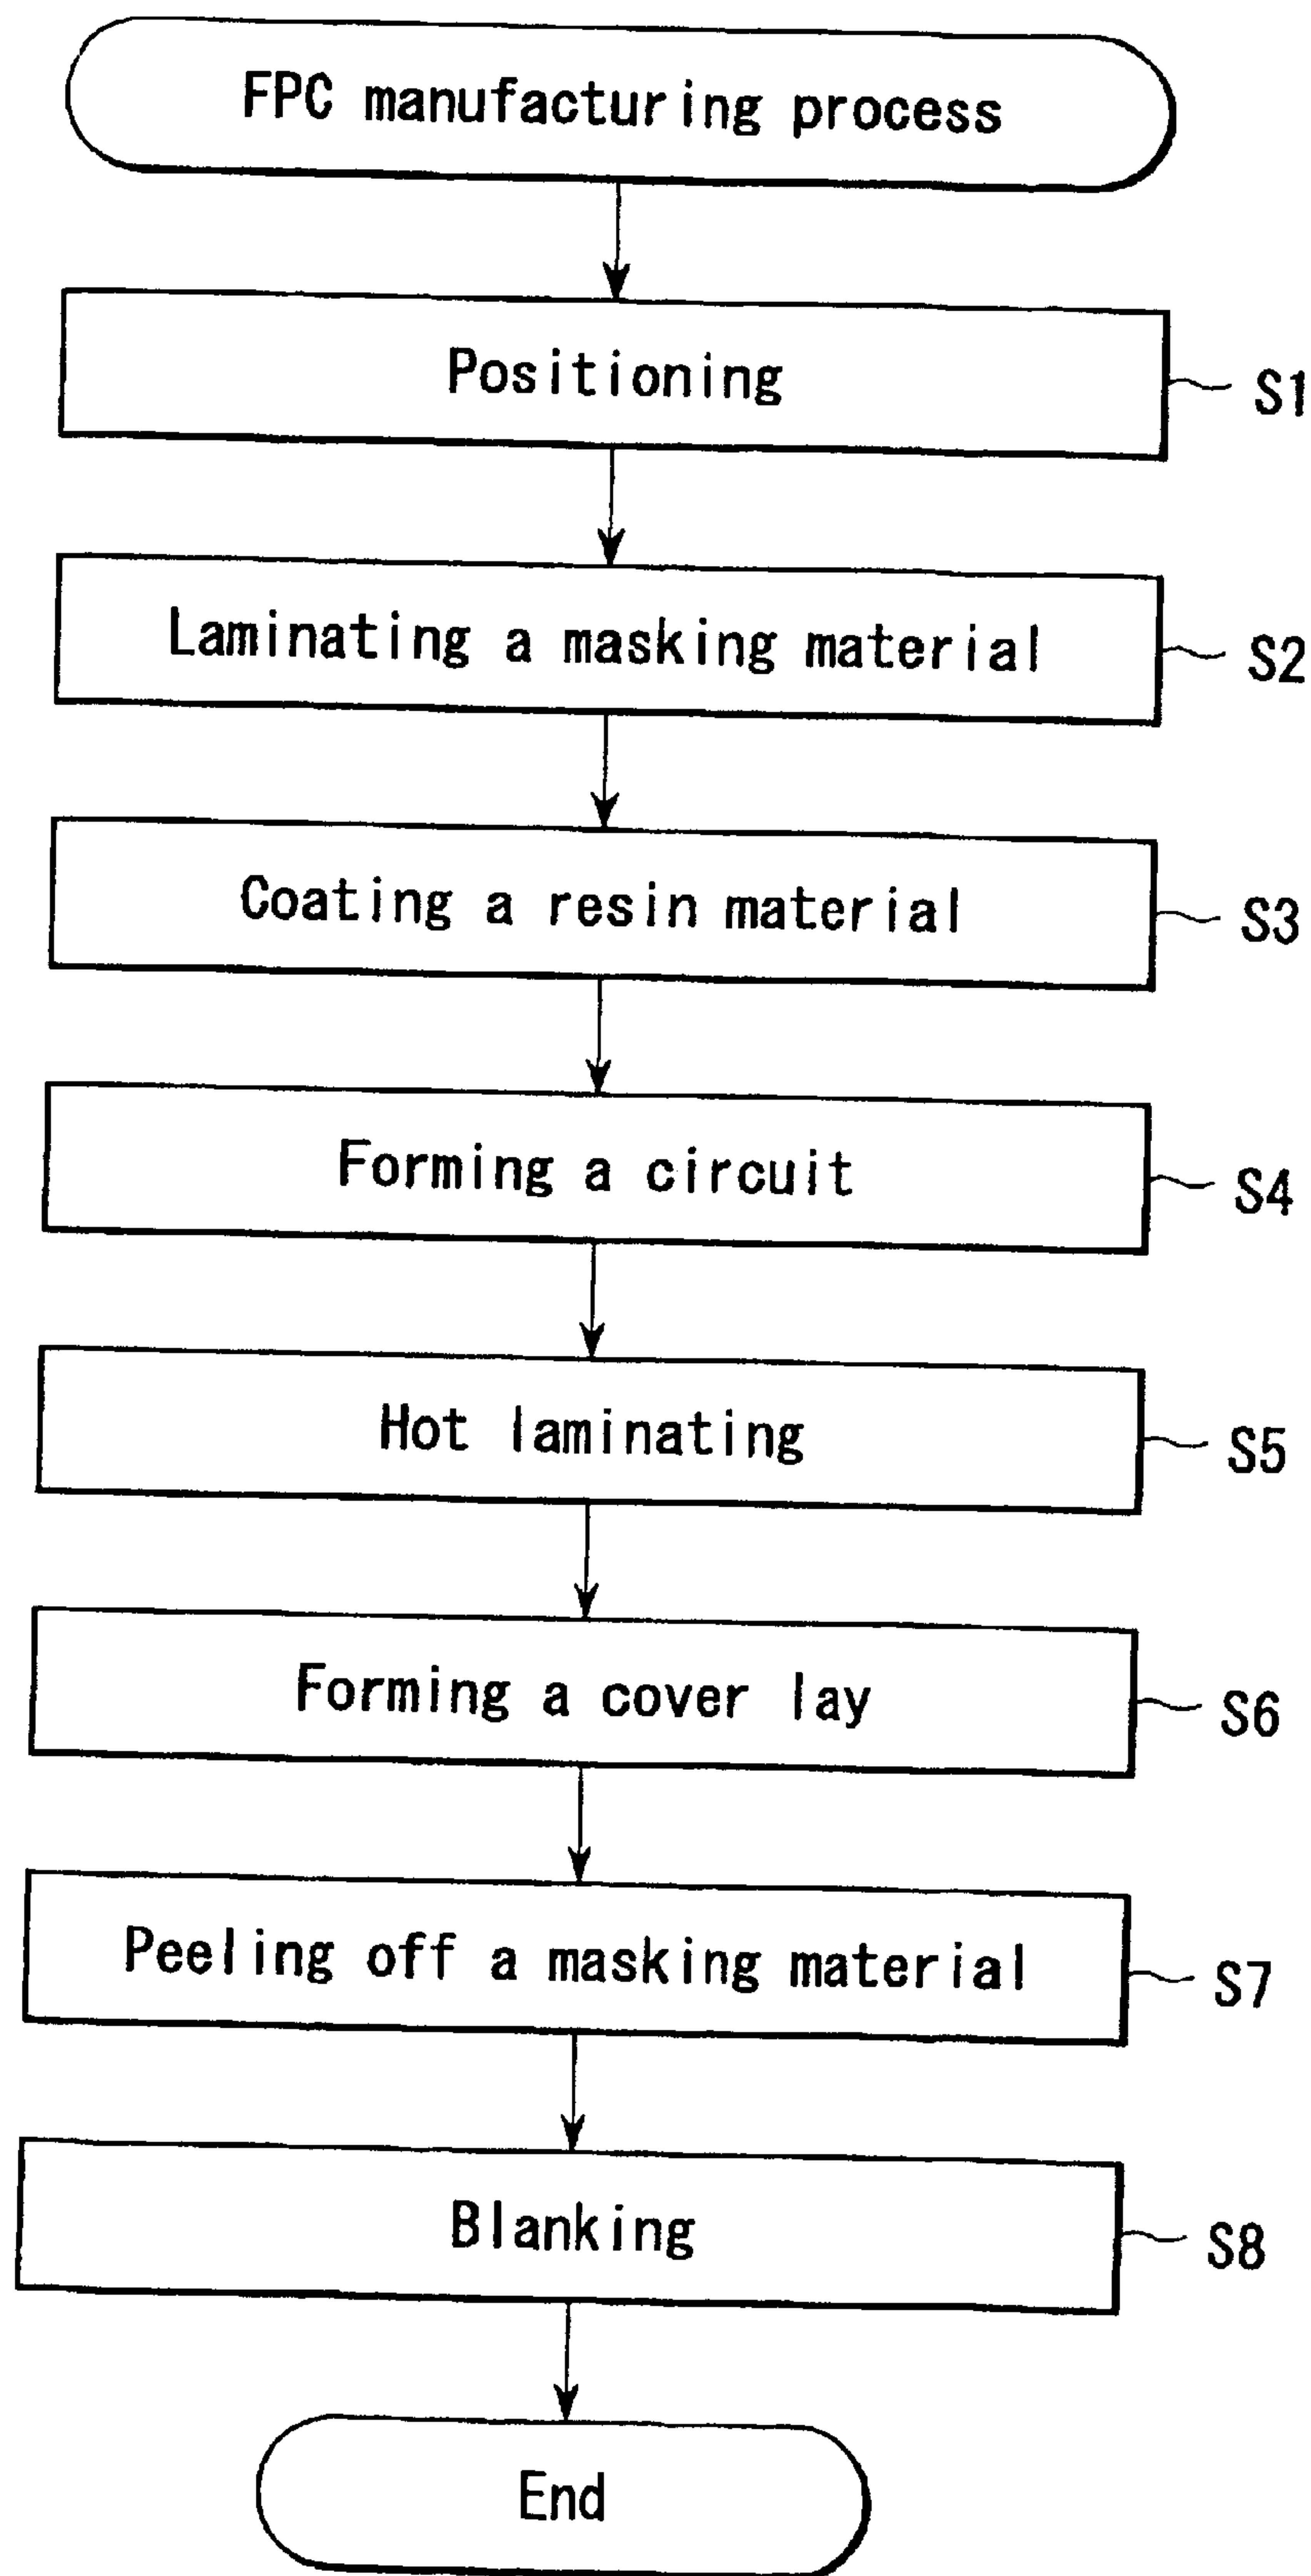 FPC manufacturing process
Positioning
S1
Laminating a masking material
S2
Coating a resin material
S3
Forming a circuit
S4
Hot laminating
S5
Forming a cover lay
S6
Peeling off a masking material
S7
Blanking
S8
End